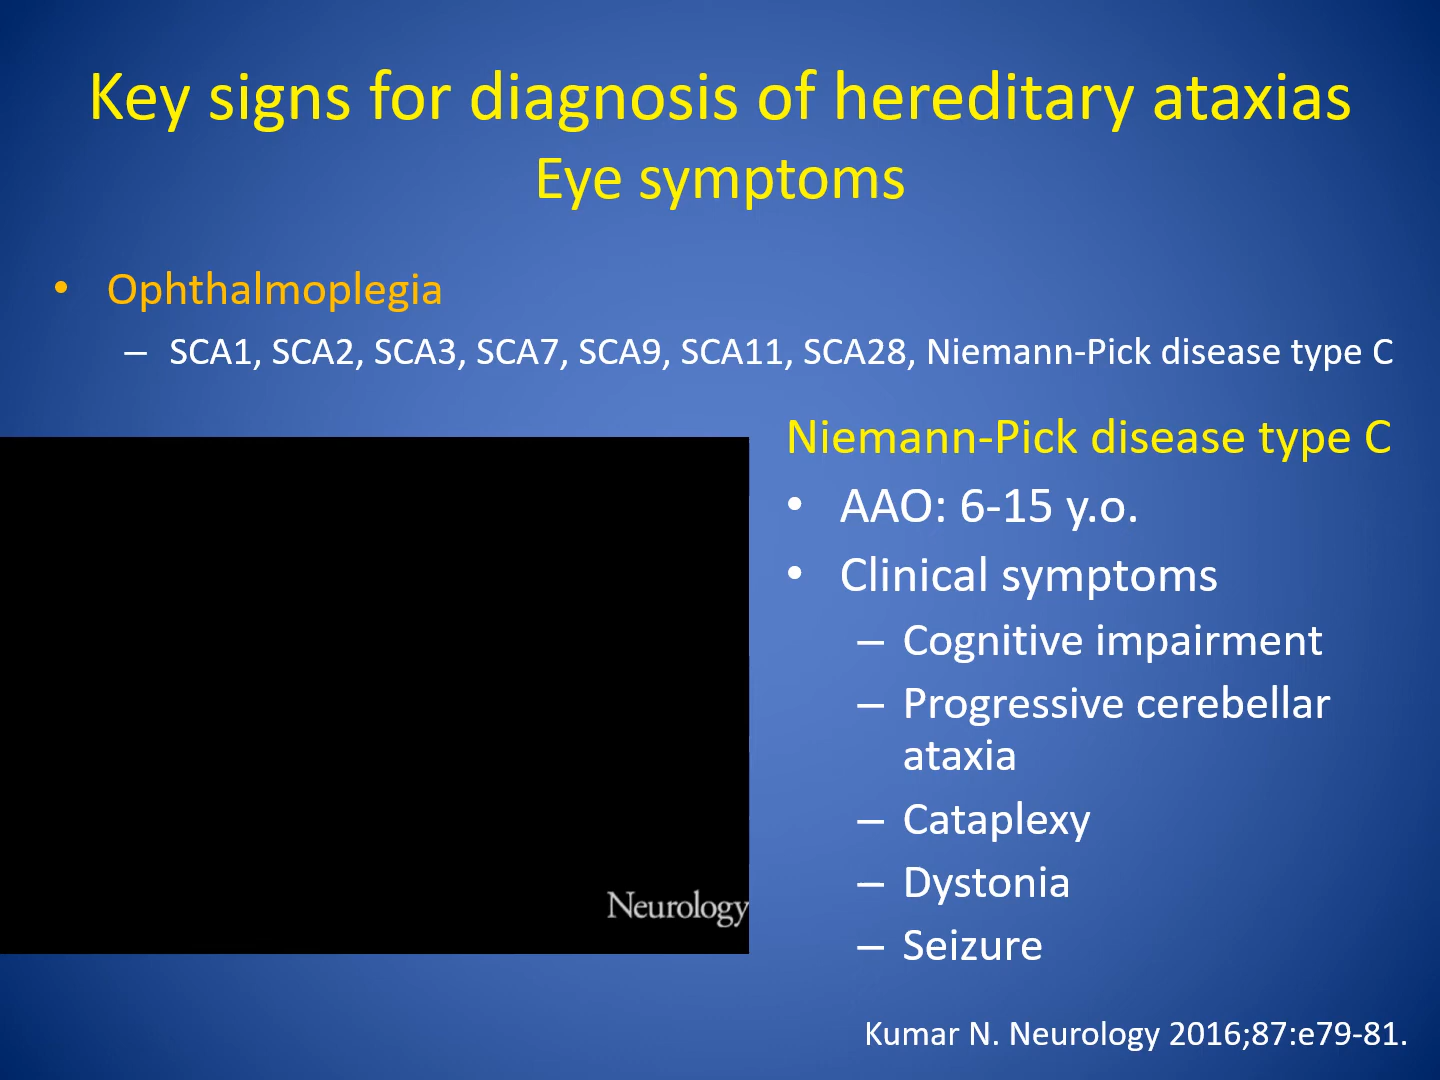 Key signs for diagnosis of hereditary ataxias
Eye symptoms
• Ophthalmoplegia
– SCA1, SCA2, SCA3, SCA7, SCA9, SCA11, SCA28, Niemann-Pick disease type C
Niemann-Pick disease type C
• AAO: 6-15 y.o.
• Clinical symptoms
– Cognitive impairment
– Progressive cerebellar
ataxia
– Cataplexy
– Dystonia
– Seizure
Neurology
Kumar N. Neurology 2016;87:e79-81.